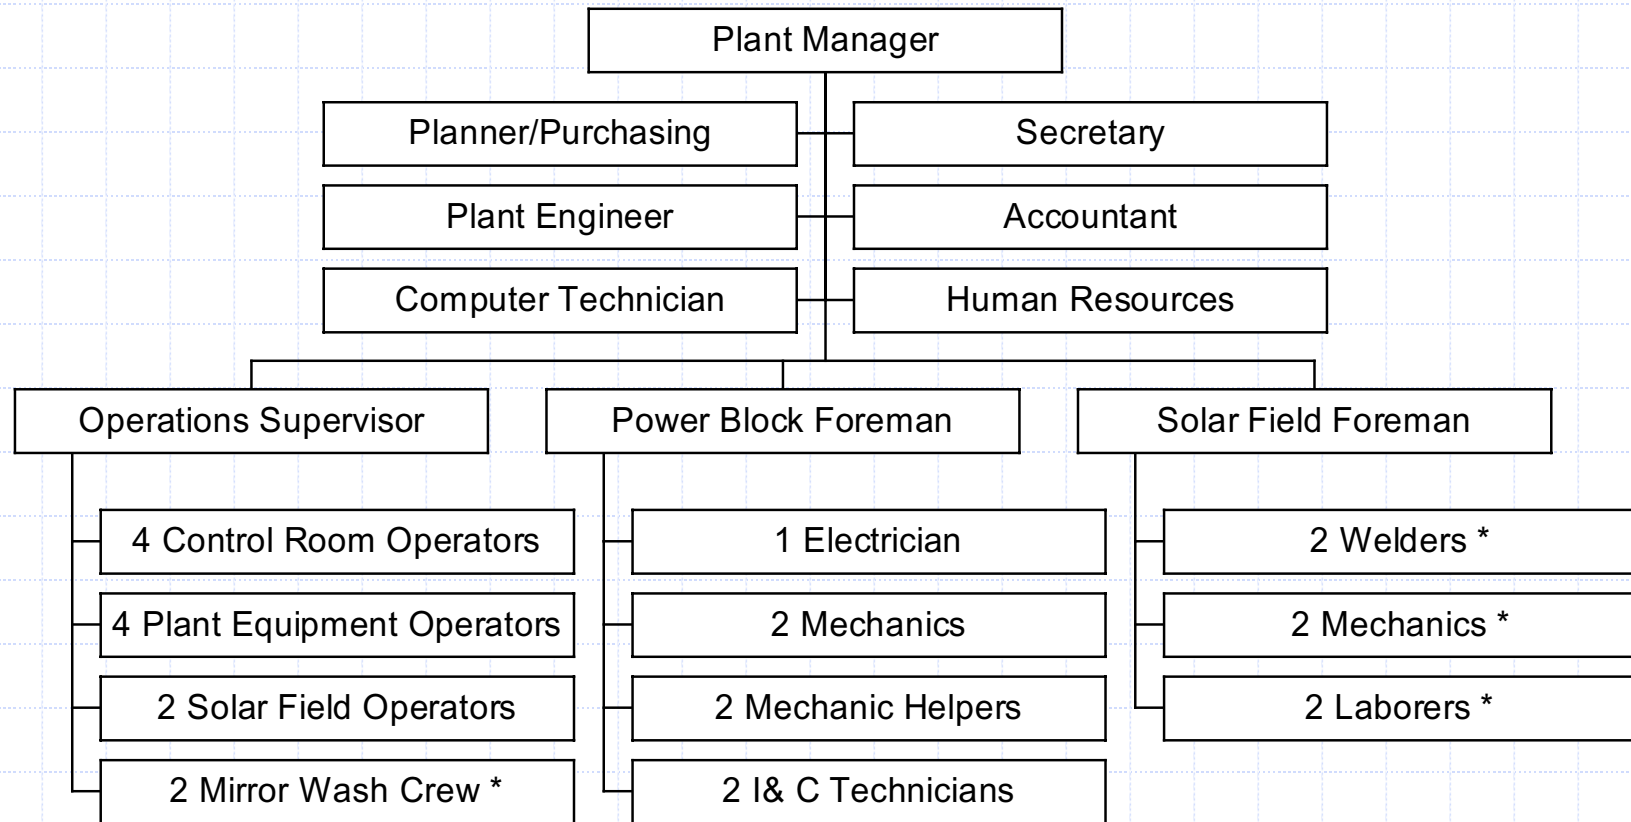 Plant Manager
Planner/Purchasing
Secretary
Plant Engineer
Accountant
Computer Technician
Human Resources
Operations Supervisor
Power Block Foreman
Solar Field Foreman
4 Control Room Operators
1 Electrician
2 Welders *
4 Plant Equipment Operators
2 Mechanics
2 Mechanics *
2 Solar Field Operators
2 Mechanic Helpers
2 Laborers *
2 Mirror Wash Crew *
2 I& C Technicians